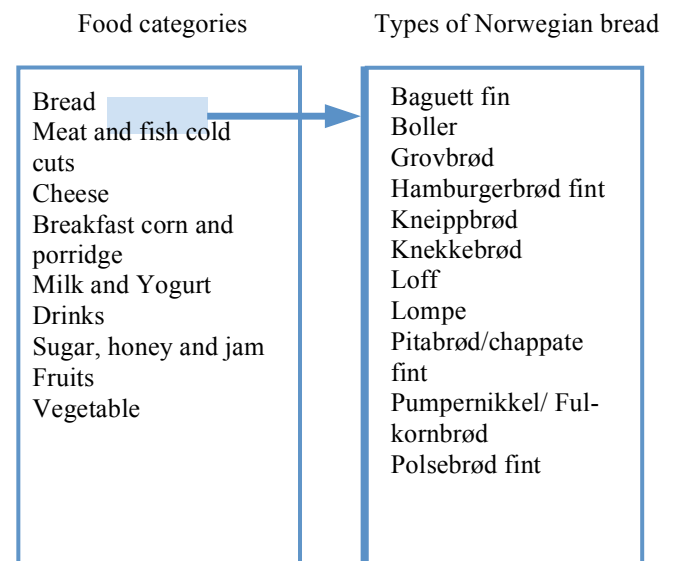 Food categories
Types of Norwegian bread
Bread
Meat and fish cold
cuts
Cheese
Breakfast corn and
porridge
Milk and Yogurt
Drinks
Sugar, honey and jam
Fruits
Vegetable
Baguett fin
Boller
Grovbrød
Hamburgerbrød fint
Kneippbrød
Knekkebrød
Loff
Lompe
Pitabrød/chappate
fint
Pumpernikkel/ Ful-
kornbrød
Polsebrød fint